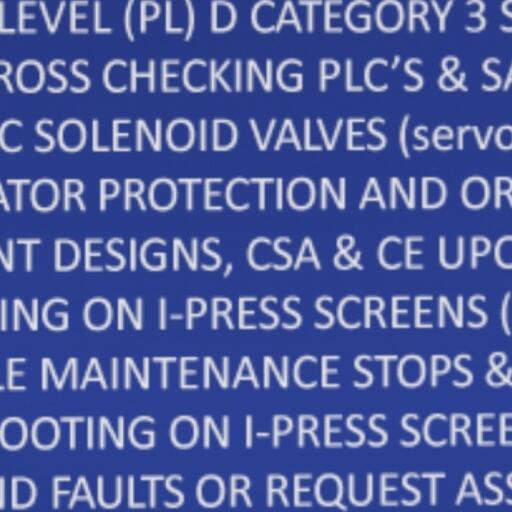 LEVEL (PL) D CATEGORY 3 S
ROSS CHECKING PLC'S & SA
C SOLENOID VALVES (servo
ATOR PROTECTION AND OR
NT DESIGNS, CSA & CE UPO
ING ON I-PRESS SCREENS (
LE MAINTENANCE STOPS &
OOTING ON I-PRESS SCREE
ND FAULTS OR REQUEST ASS